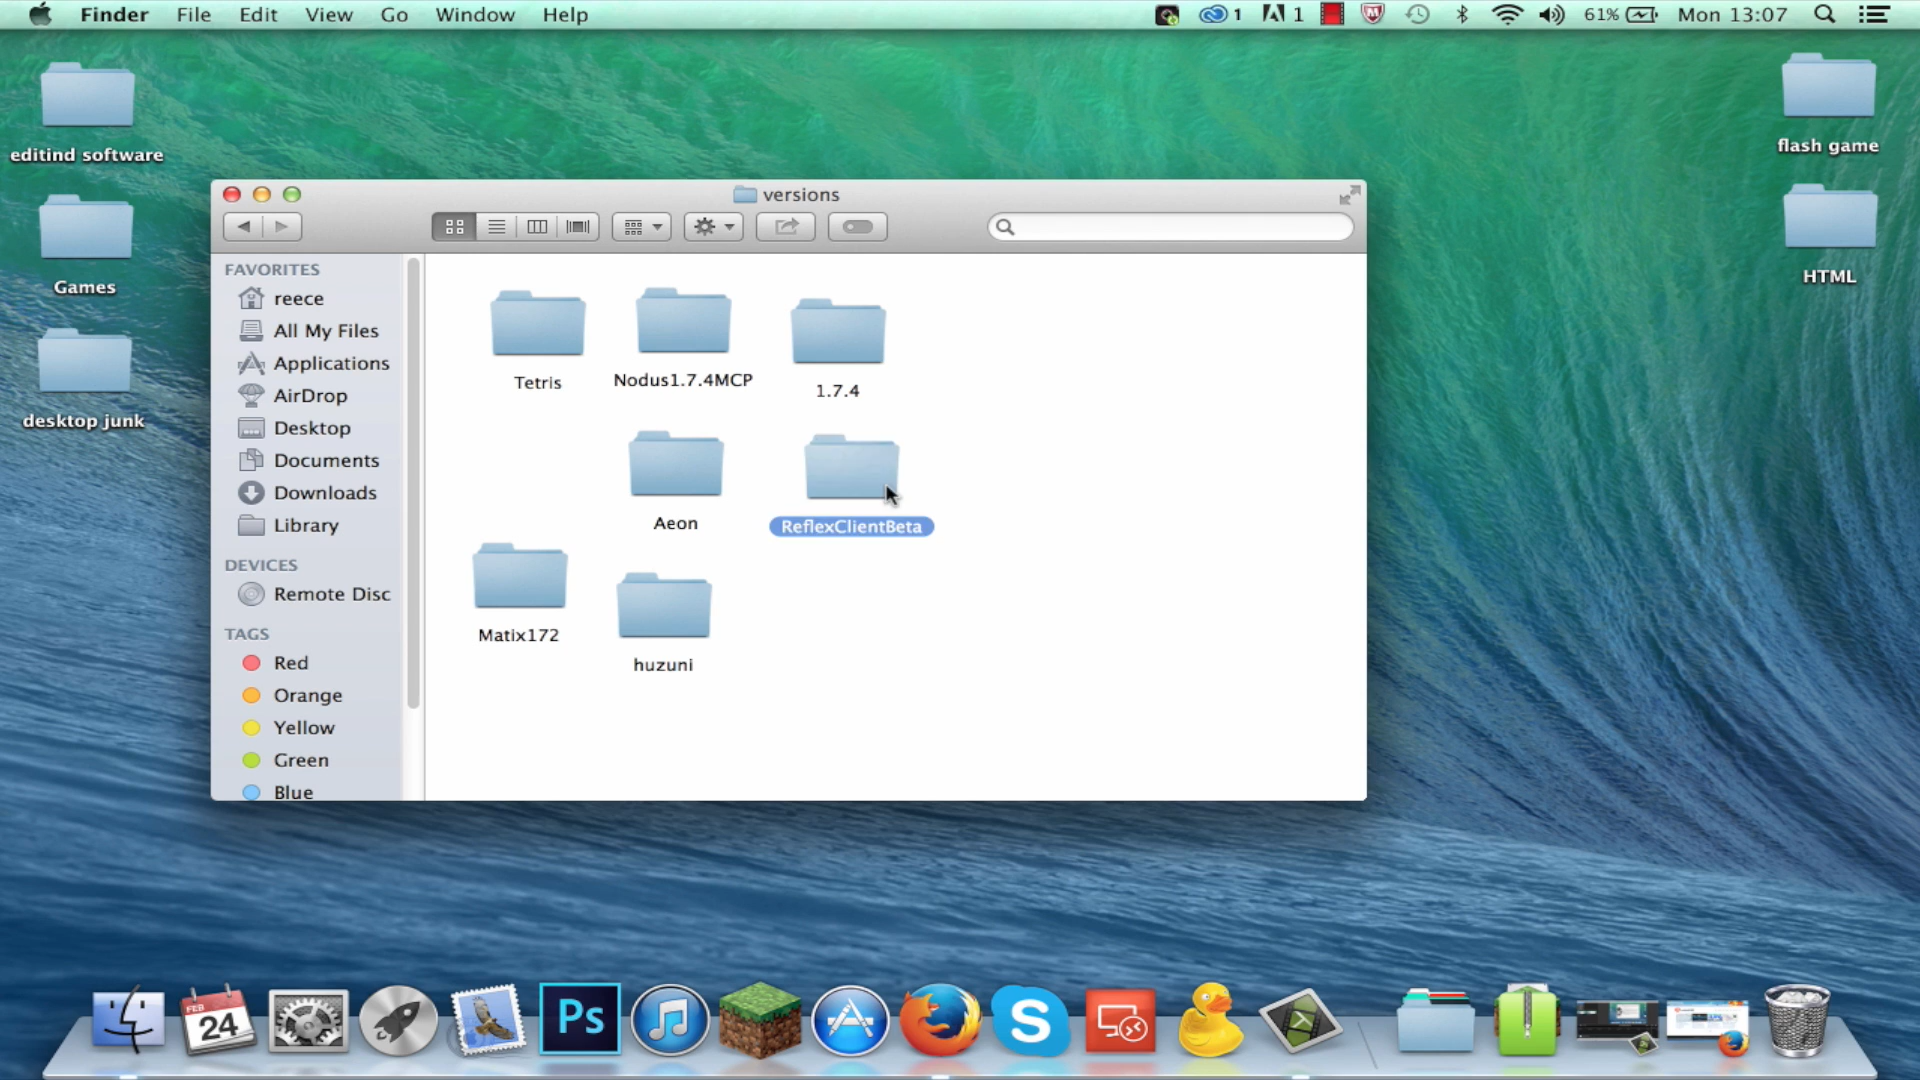 Finder File Edit View Go Window Help 1 1 61% Mon 13:07
editind software
Games
desktop junk
flash game
HTML
versions
FAVORITES
reece
All My Files
Applications
AirDrop
Desktop
Documents
Downloads
Library
DEVICES
Remote Disc
TAGS
Red
Orange
Yellow
Green
Blue
Tetris
Nodus1.7.4MCP
1.7.4
Aeon
ReflexClientBeta
Matix172
huzuni
FEB
24
Ps